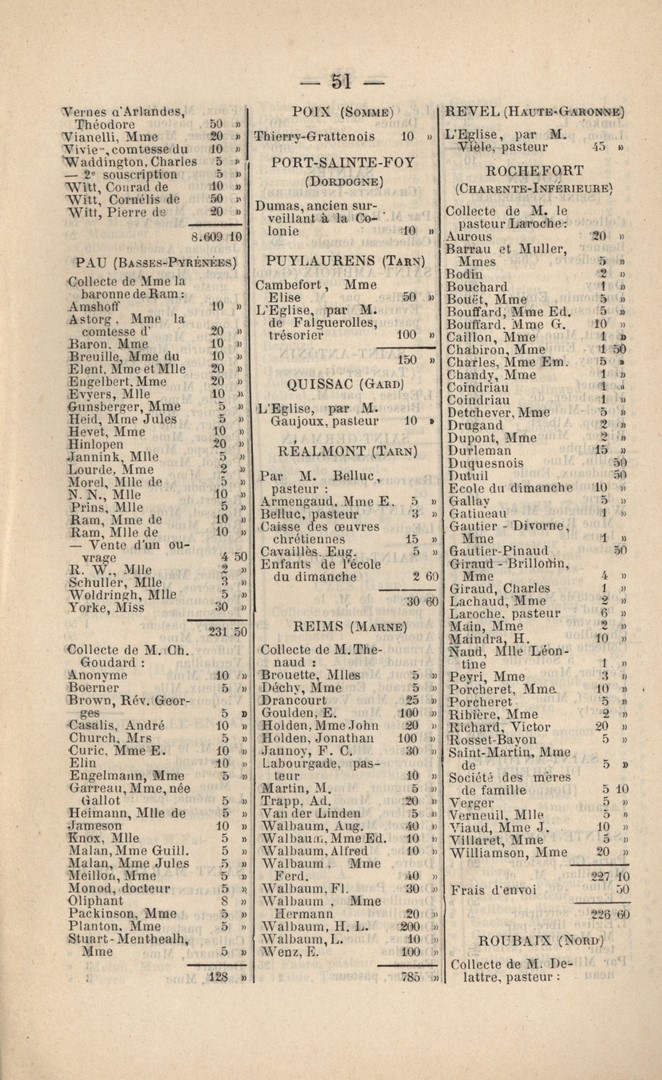 — 51 —
Vernes d'Arlandes,
Théodore 50 »
Vianelli, Mme 20 »
Vivie-, comtesse du 10 »
Waddington, Charles 5 »
— 2e souscription 5 »
Witt, Conrad de 10 »
Witt, Cornélis de 50 »
Witt, Pierre de 20 »
8.609 10
PAU (Basses-Pyrénées)
Collecte de Mme la
baronne de Ram :
Amshoff 10 »
Astorg, Mme la
comtesse d' 20 »
Baron, Mme 10 »
Breuille, Mme du 10 »
Elent, Mme et Mlle 20 »
Engelbert, Mme 20 »
Evyers, Mlle 10 »
Gunsberger, Mme 5 »
Heid, Mme Jules 5 »
Hevet, Mme 10 »
Hinlopen 20 »
Jannink, Mlle 5 »
Lourde, Mme 2 »
Morel, Mlle de 5 »
N. N., Mlle 10 »
Prins, Mlle 5 »
Ram, Mme de 10 »
Ram, Mlle de 10 »
— Vente d'un ou-
vrage 4 50
R. W., Mlle 2 »
Schuller, Mlle 3 »
Woldringh, Mlle 5 »
Yorke, Miss 30 »
231 50
Collecte de M. Ch.
Goudard :
Anonyme 10 »
Boerner 5 »
Brown, Rév. Geor-
ges 5 »
Casalis, André 10 »
Church, Mrs 5 »
Curie, Mme E. 10 »
Elin 10 »
Engelmann, Mme 5 »
Garreau, Mme, née
Gallot 5 »
Heimann, Mlle de 5 »
Jameson 10 »
Knox, Mlle 5 »
Malan, Mme Guill. 5 »
Malan, Mme Jules 5 »
Meillon, Mme 5 »
Monod, docteur 5 »
Oliphant 8 »
Packinson, Mme 5 »
Planton, Mme 5 »
Stuart-Menthealh,
Mme 5 »
128 »
POIX (Somme)
Thierry-Grattenois 10 »
PORT-SAINTE-FOY
(Dordogne)
Dumas, ancien sur-
veillant à la Co-
lonie 10 »
PUYLAURENS (Tarn)
Cambefort, Mme
Elise 50 »
L'Eglise, par M.
de Falguerolles,
trésorier 100 »
150 »
QUISSAC (Gard)
L'Eglise, par M.
Gaujoux, pasteur 10 »
RÉALMONT (Tarn)
Par M. Belluc,
pasteur :
Armengaud, Mme E. 5 »
Belluc, pasteur 3 »
Caisse des œuvres
chrétiennes 15 »
Cavaillès, Eug. 5 »
Enfants de l'école
du dimanche 2 60
30 60
REIMS (Marne)
Collecte de M. The-
naud :
Brouette, Mlles 5 »
Déchy, Mme 5 »
Drancourt 25 »
Goulden, E. 100 »
Holden, Mme John 20 »
Holden, Jonathan 100 »
Jaunoy, F. C. 30 »
Labourgade, pas-
teur 10 »
Martin, M. 5 »
Trapp, Ad. 20 »
Van der Linden 5 »
Walbaum, Aug. 40 »
Walbaum, Mme Ed. 10 »
Walbaum, Alfred 10 »
Walbaum, Mme
Ferd. 40 »
Walbaum, Fl. 30 »
Walbaum, Mme
Hermann 20 »
Walbaum, H. L. 200 »
Walbaum, L. 10 »
Wenz, E. 100 »
785 »
REVEL (Haute-Garonne)
L'Eglise, par M.
Vièle, pasteur 45 »
ROCHEFORT
(Charente-Inférieure)
Collecte de M. le
pasteur Laroche :
Aurous 20 »
Barrau et Muller,
Mmes 5 »
Bodin 2 »
Bouchard 1 »
Bouët, Mme 5 »
Bouffard, Mme Ed. 5 »
Bouffard, Mme G. 10 »
Caillon, Mme 1 »
Chabiron, Mme 1 50
Charles, Mme Em. 5 »
Chandy, Mme 1 »
Coindriau 1 »
Coindriau 1 »
Detchever, Mme 5 »
Drugand 2 »
Dupont, Mme 2 »
Durleman 15 »
Duquesnois 50
Dutuil 50
Ecole du dimanche 10 »
Gallay 5 »
Gatineau 1 »
Gautier - Divorne,
Mme 1 »
Gautier-Pinaud 50
Giraud - Brillonin,
Mme 4 »
Giraud, Charles 1 »
Lachaud, Mme 2 »
Laroche, pasteur 6 »
Main, Mme 2 »
Maindra, H. 10 »
Naud, Mlle Léon-
tine 1 »
Peyri, Mme 3 »
Porcheret, Mme 10 »
Porcheret 5 »
Ribière, Mme 2 »
Richard, Victor 20 »
Rosset-Bayon 5 »
Saint-Martin, Mme
de 5 »
Société des mères
de famille 5 10
Verger 5 »
Verneuil, Mlle 5 »
Viaud, Mme J. 10 »
Villaret, Mme 5 »
Williamson, Mme 20 »
227 10
Frais d'envoi 50
226 60
ROUBAIX (Nord)
Collecte de M. De-
lattre, pasteur :